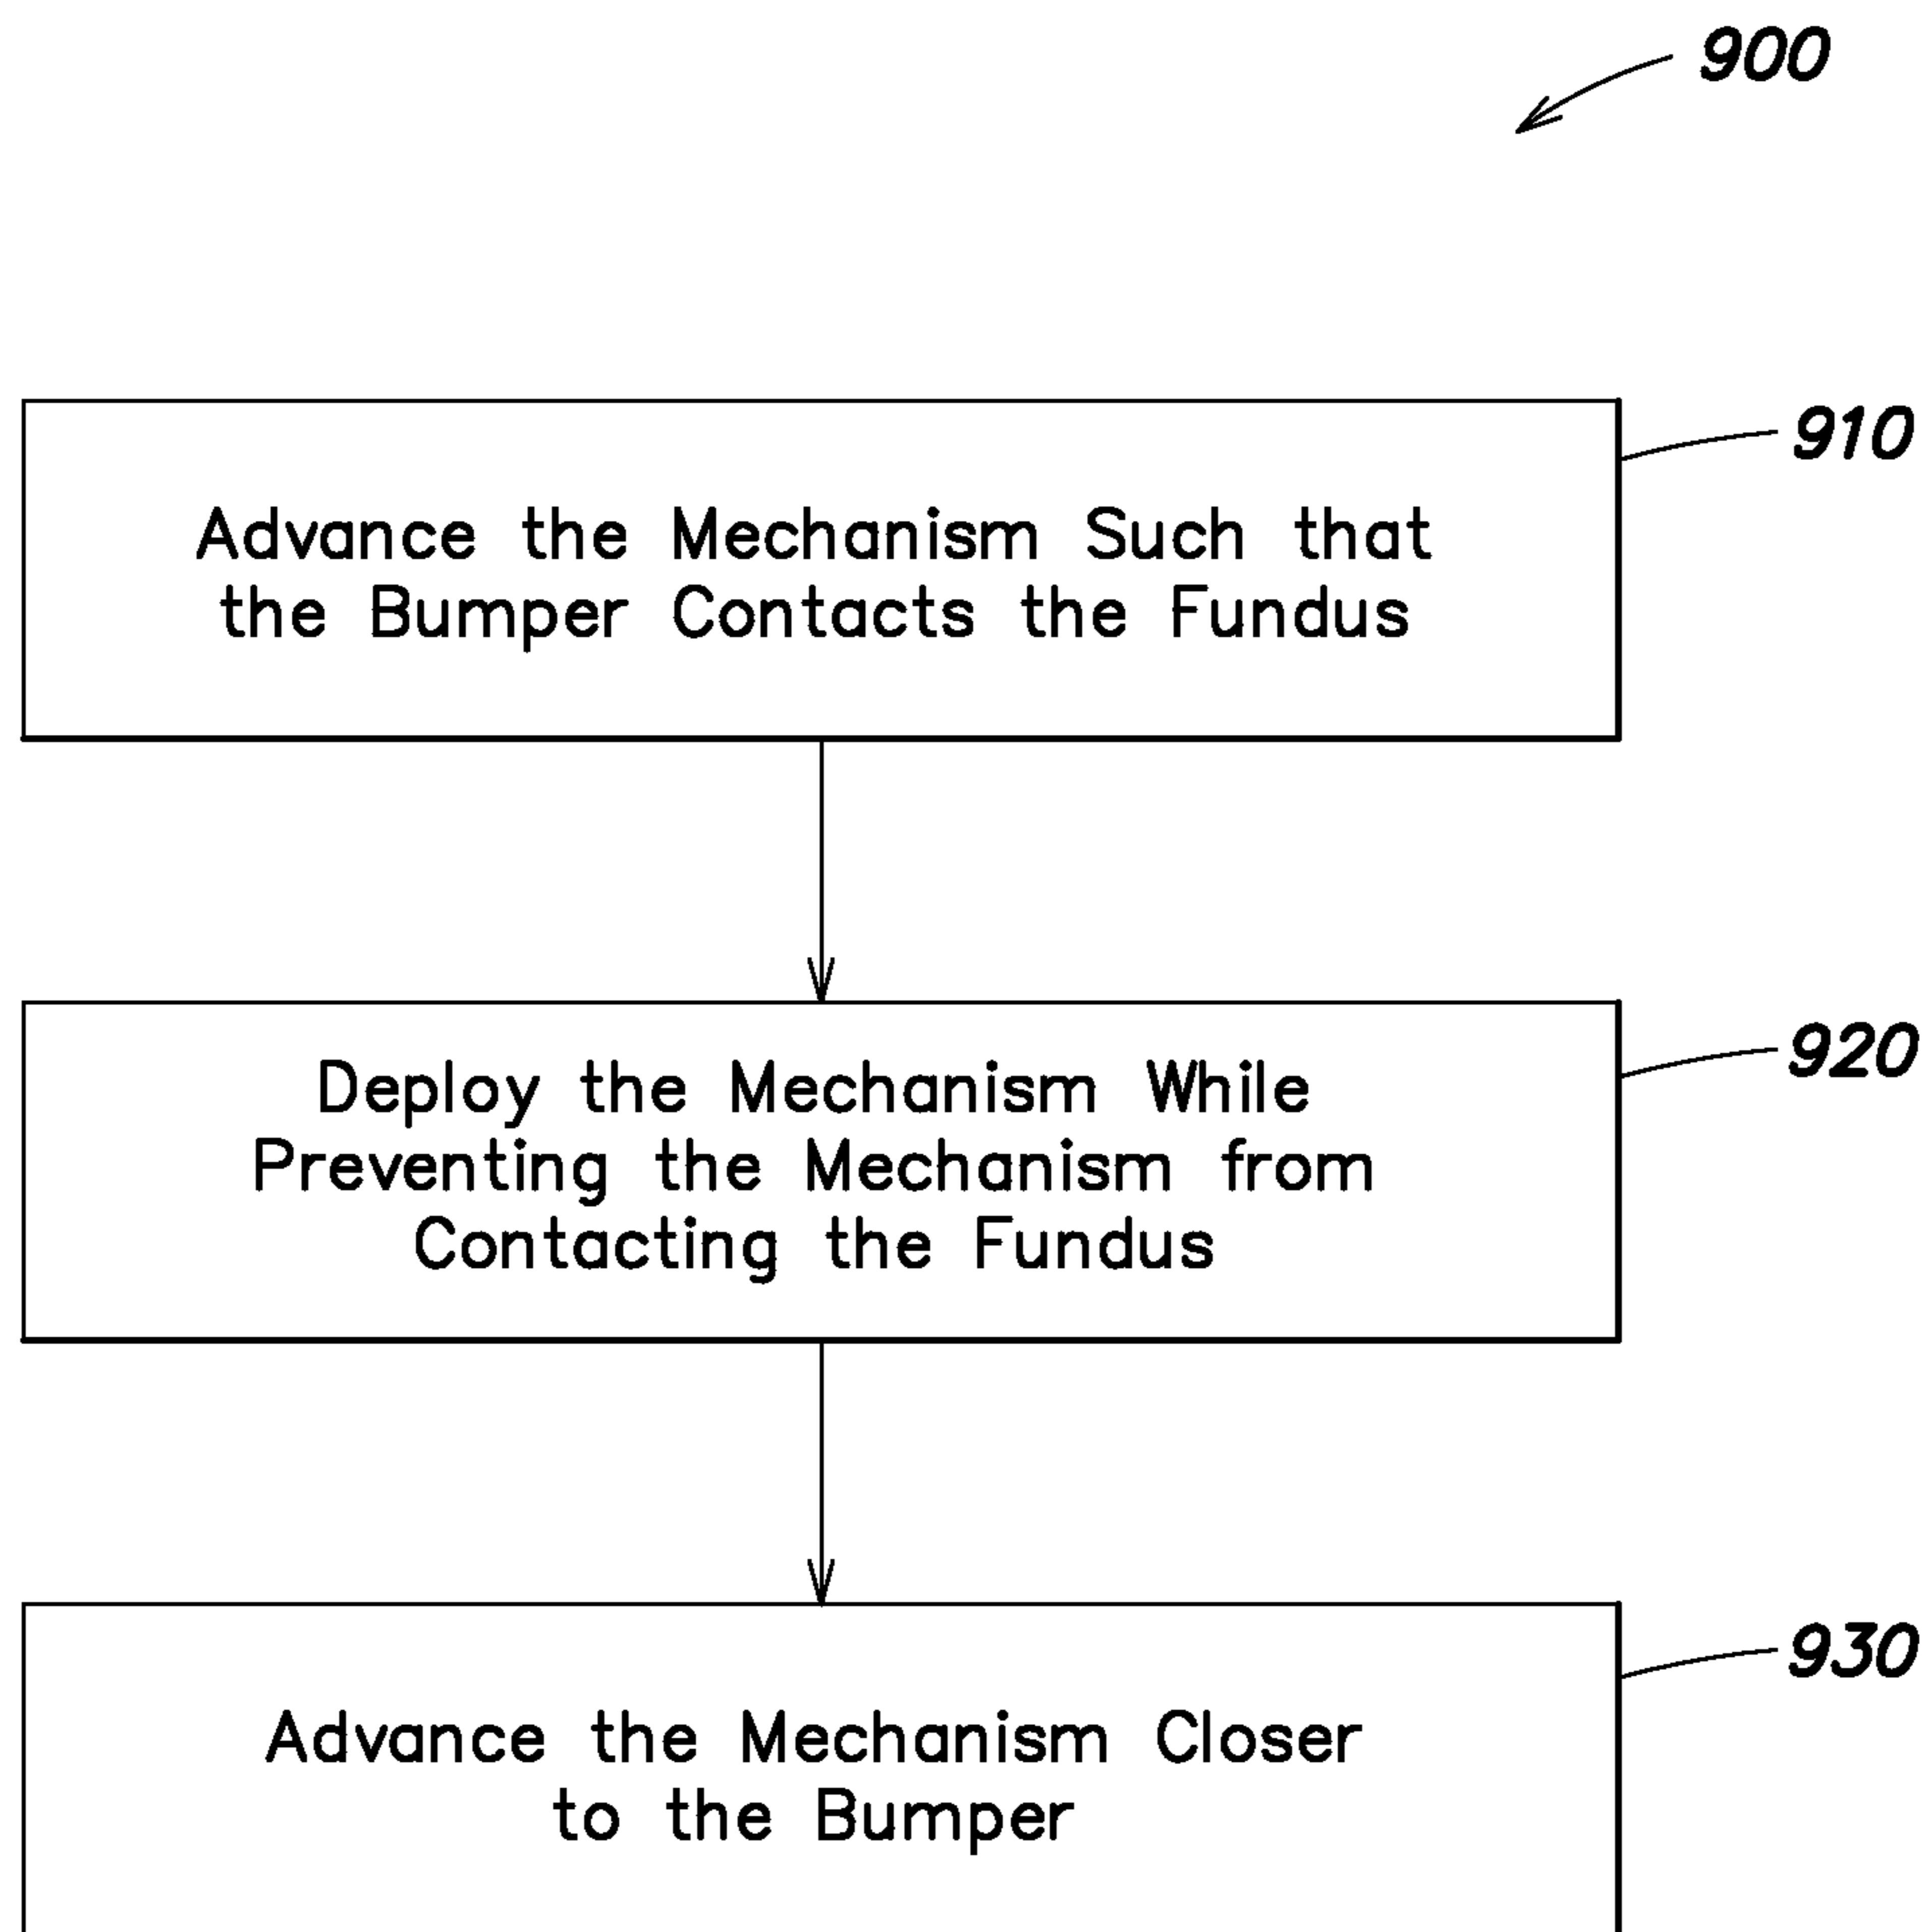 900
910
Advance the Mechanism Such that
the Bumper Contacts the Fundus
920
Deploy the Mechanism While
Preventing the Mechanism from
Contacting the Fundus
930
Advance the Mechanism Closer
to the Bumper